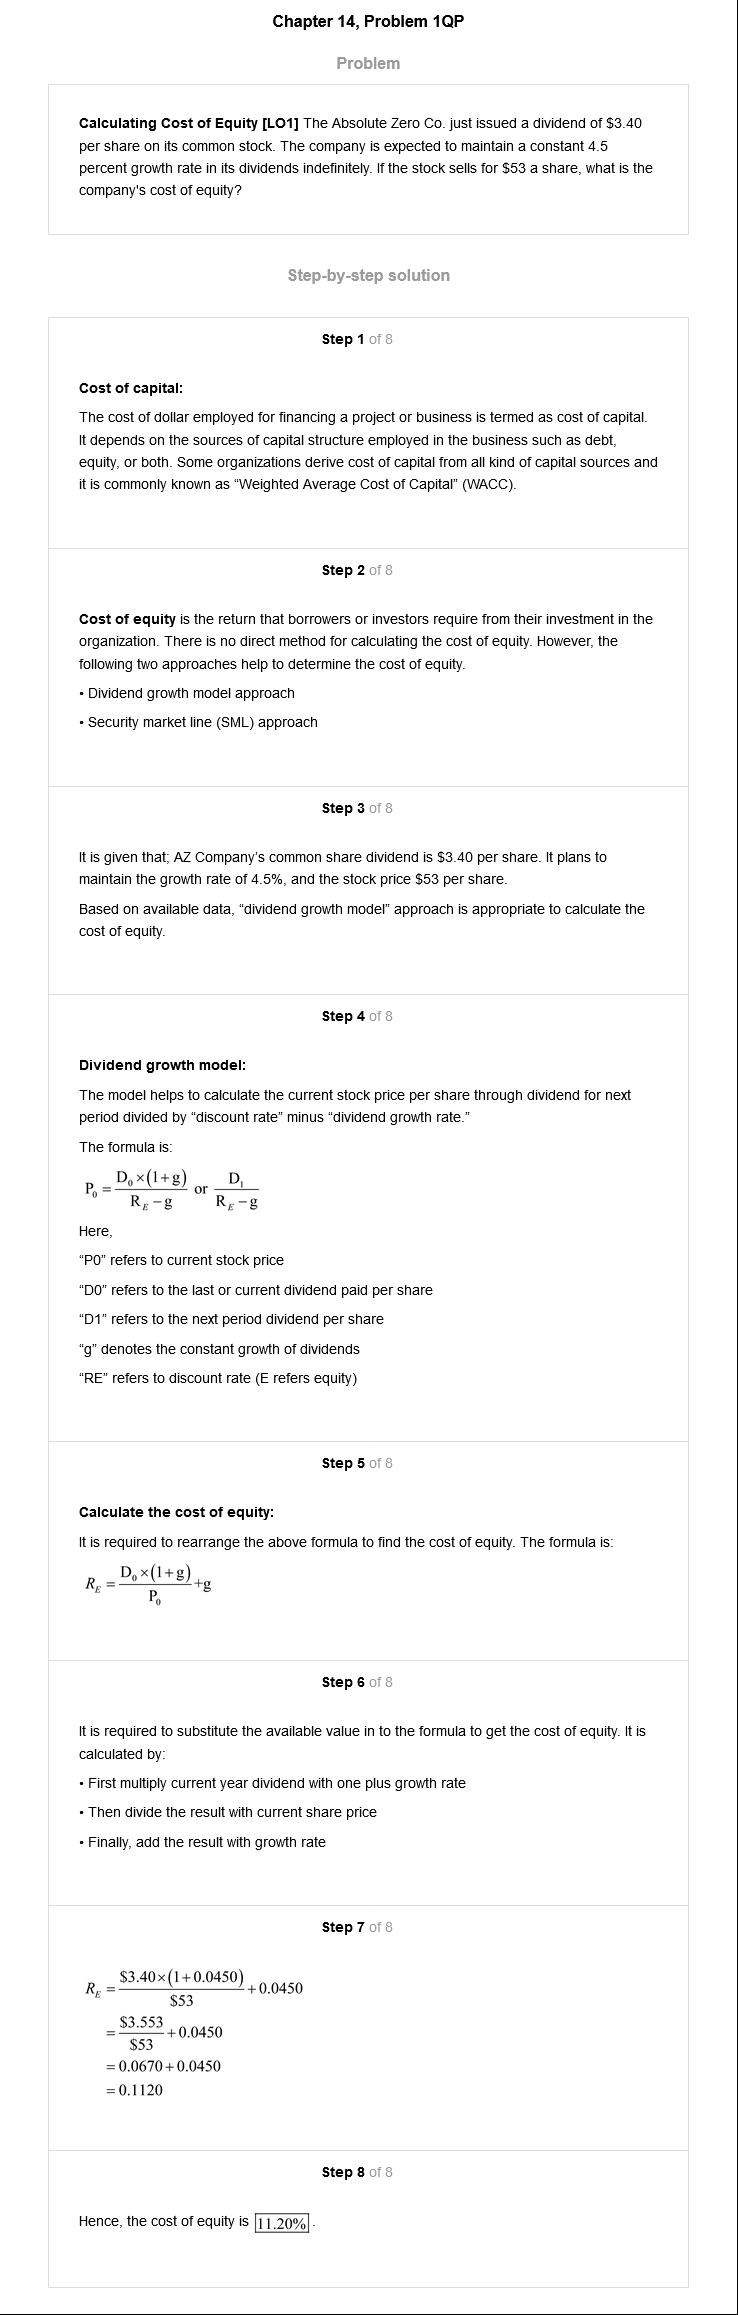 Chapter 14, Problem 1QP
Problem
Calculating Cost of Equity [LO1] The Absolute Zero Co. just issued a dividend of $3.40
per share on its common stock. The company is expected to maintain a constant 4.5
percent growth rate in its dividends indefinitely. If the stock sells for $53 a share, what is the
company's cost of equity?
Step-by-step solution
Step 1 of 8
Cost of capital:
The cost of dollar employed for financing a project or business is termed as cost of capital.
It depends on the sources of capital structure employed in the business such as debt,
equity, or both. Some organizations derive cost of capital from all kind of capital sources and
it is commonly known as “Weighted Average Cost of Capital” (WACC).
Step 2 of 8
Cost of equity is the return that borrowers or investors require from their investment in the
organization. There is no direct method for calculating the cost of equity. However, the
following two approaches help to determine the cost of equity.
• Dividend growth model approach
• Security market line (SML) approach
Step 3 of 8
It is given that; AZ Company’s common share dividend is $3.40 per share. It plans to
maintain the growth rate of 4.5%, and the stock price $53 per share.
Based on available data, “dividend growth model” approach is appropriate to calculate the
cost of equity.
Step 4 of 8
Dividend growth model:
The model helps to calculate the current stock price per share through dividend for next
period divided by “discount rate” minus “dividend growth rate.”
The formula is:
P₀ = D₀×(1+g) / (R_E − g) or D₁ / (R_E − g)
Here,
“P0” refers to current stock price
“D0” refers to the last or current dividend paid per share
“D1” refers to the next period dividend per share
“g” denotes the constant growth of dividends
“RE” refers to discount rate (E refers equity)
Step 5 of 8
Calculate the cost of equity:
It is required to rearrange the above formula to find the cost of equity. The formula is:
R_E = D₀×(1+g) / P₀ +g
Step 6 of 8
It is required to substitute the available value in to the formula to get the cost of equity. It is
calculated by:
• First multiply current year dividend with one plus growth rate
• Then divide the result with current share price
• Finally, add the result with growth rate
Step 7 of 8
R_E = $3.40×(1+0.0450) / $53 +0.0450
= $3.553 / $53 +0.0450
= 0.0670+0.0450
= 0.1120
Step 8 of 8
Hence, the cost of equity is 11.20% .